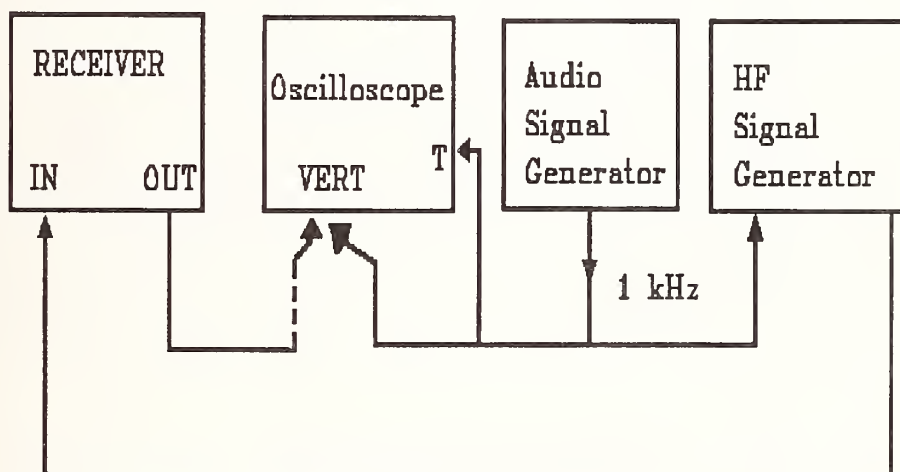 RECEIVER
IN OUT
Oscilloscope
T
VERT
Audio
Signal
Generator
HF
Signal
Generator
1 kHz